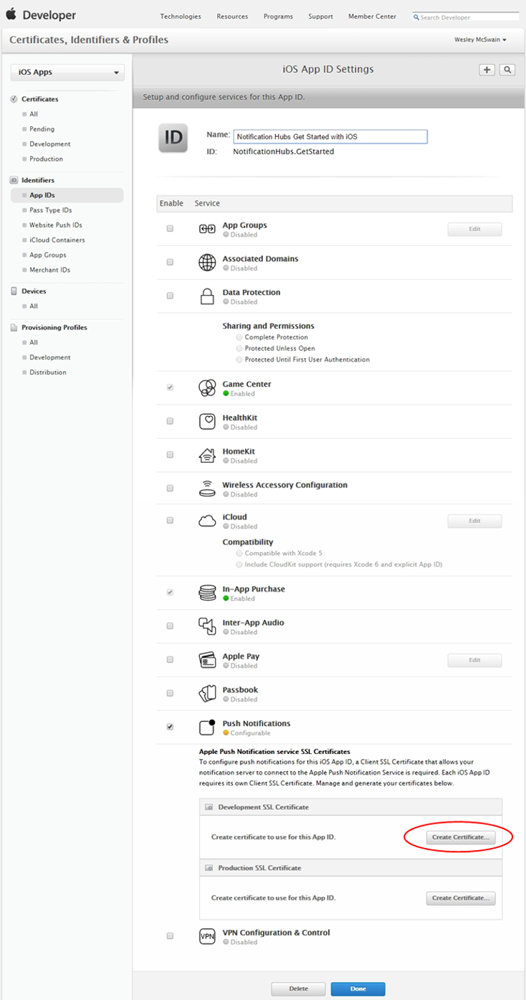 Developer
Technologies Resources Programs Support Member Center Search Developer
Certificates, Identifiers & Profiles
Wesley McSwain
iOS Apps
Certificates
All
Pending
Development
Production
ID Identifiers
App IDs
Pass Type IDs
Website Push IDs
iCloud Containers
App Groups
Merchant IDs
Devices
All
Provisioning Profiles
All
Development
Distribution
iOS App ID Settings
Setup and configure services for this App ID.
ID
Name: Notification Hubs Get Started with iOS
ID: NotificationHubs.GetStarted
Enable Service
App Groups
Disabled
Edit
Associated Domains
Disabled
Data Protection
Disabled
Sharing and Permissions
Complete Protection
Protected Unless Open
Protected Until First User Authentication
Game Center
Enabled
HealthKit
Disabled
HomeKit
Disabled
Wireless Accessory Configuration
Disabled
iCloud
Disabled
Edit
Compatibility
Compatible with Xcode 5
Include CloudKit support (requires Xcode 6 and explicit App ID)
In-App Purchase
Enabled
Inter-App Audio
Disabled
Apple Pay
Disabled
Edit
Passbook
Disabled
Push Notifications
Configurable
Apple Push Notification service SSL Certificates
To configure push notifications for this iOS App ID, a Client SSL Certificate that allows your
notification server to connect to the Apple Push Notification Service is required. Each iOS App ID
requires its own Client SSL Certificate. Manage and generate your certificates below.
Development SSL Certificate
Create certificate to use for this App ID.
Create Certificate...
Production SSL Certificate
Create certificate to use for this App ID.
Create Certificate...
VPN
VPN Configuration & Control
Disabled
Delete Done